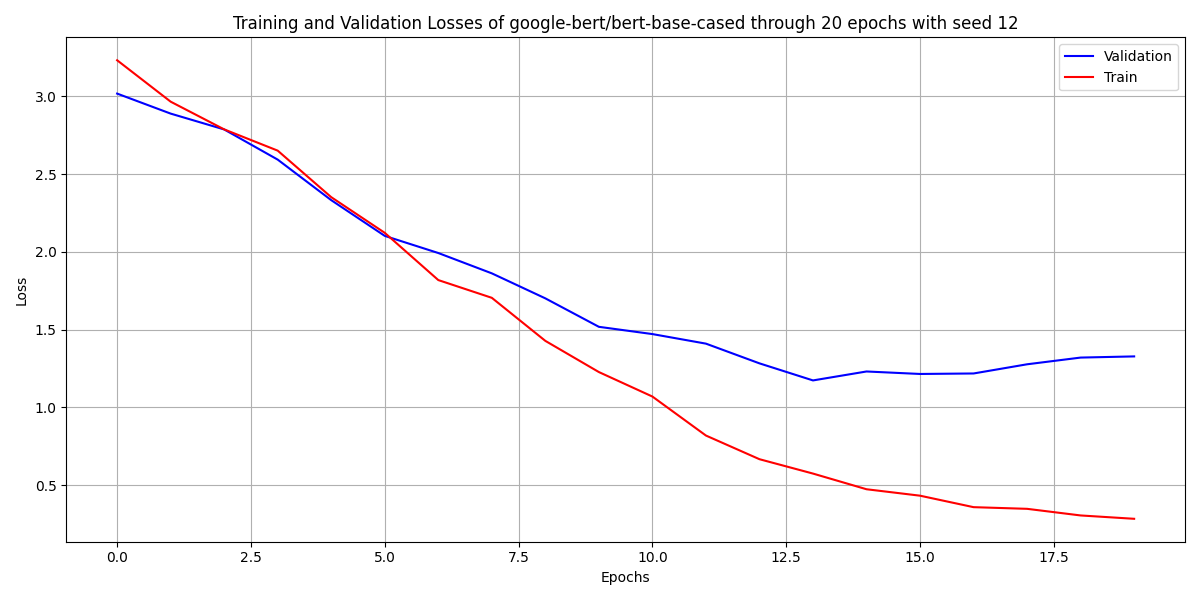 Training and Validation Losses of google-bert/bert-base-cased through 20 epochs with seed 12
Validation
Train
3.0
2.5
2.0
1.5
1.0
0.5
Loss
0.0 2.5 5.0 7.5 10.0 12.5 15.0 17.5
Epochs